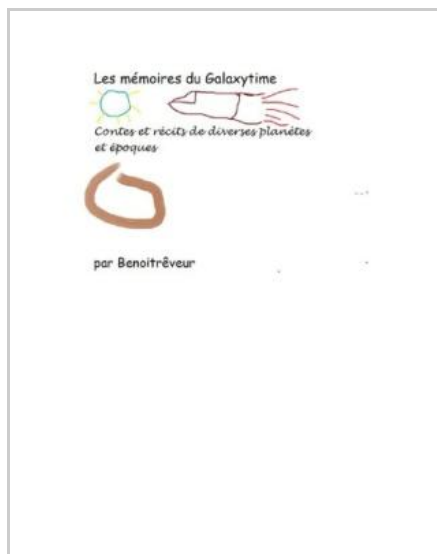 Les mémoires du Galaxytime
Contes et récits de diverses planètes
et époques
par Benoitrêveur